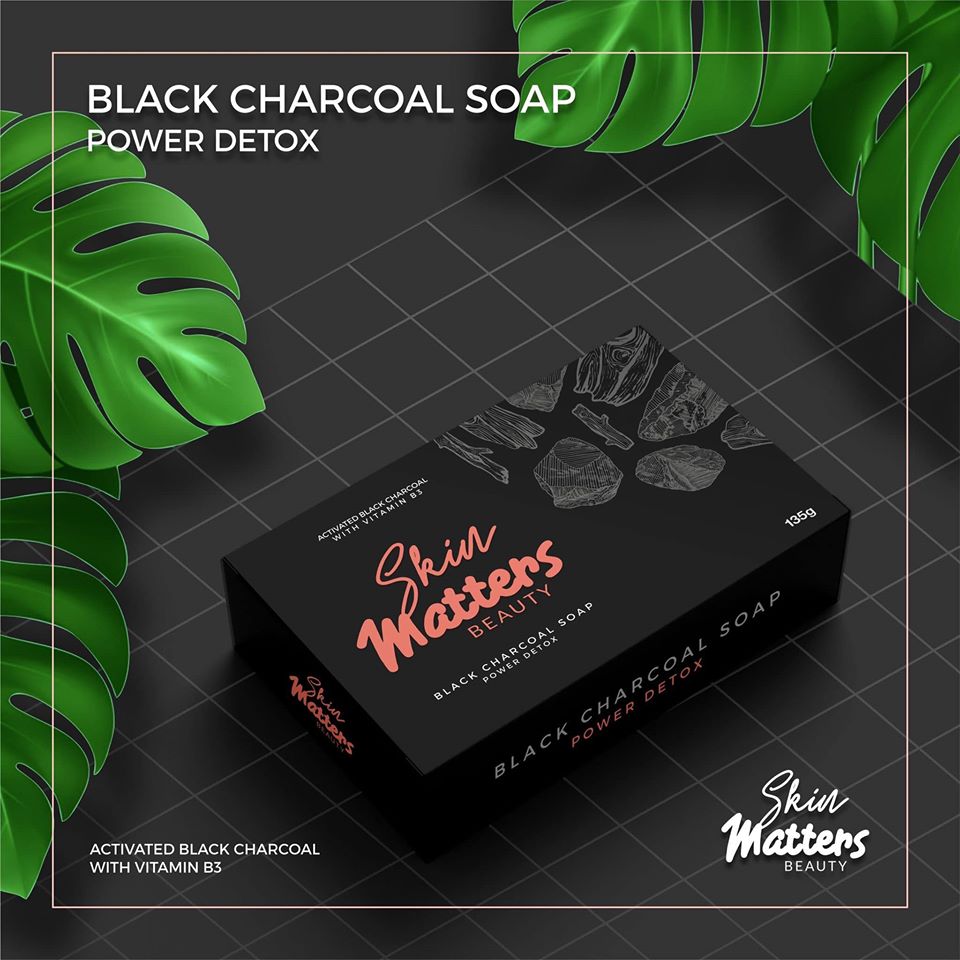 BLACK CHARCOAL SOAP
POWER DETOX
ACTIVATED BLACK CHARCOAL
WITH VITAMIN B3
135g
Skin
Matters
BEAUTY
BLACK CHARCOAL SOAP
POWER DETOX
BLACK CHARCOAL SOAP
POWER DETOX
Skin
Matters
BEAUTY
ACTIVATED BLACK CHARCOAL
WITH VITAMIN B3
Skin
Matters
BEAUTY